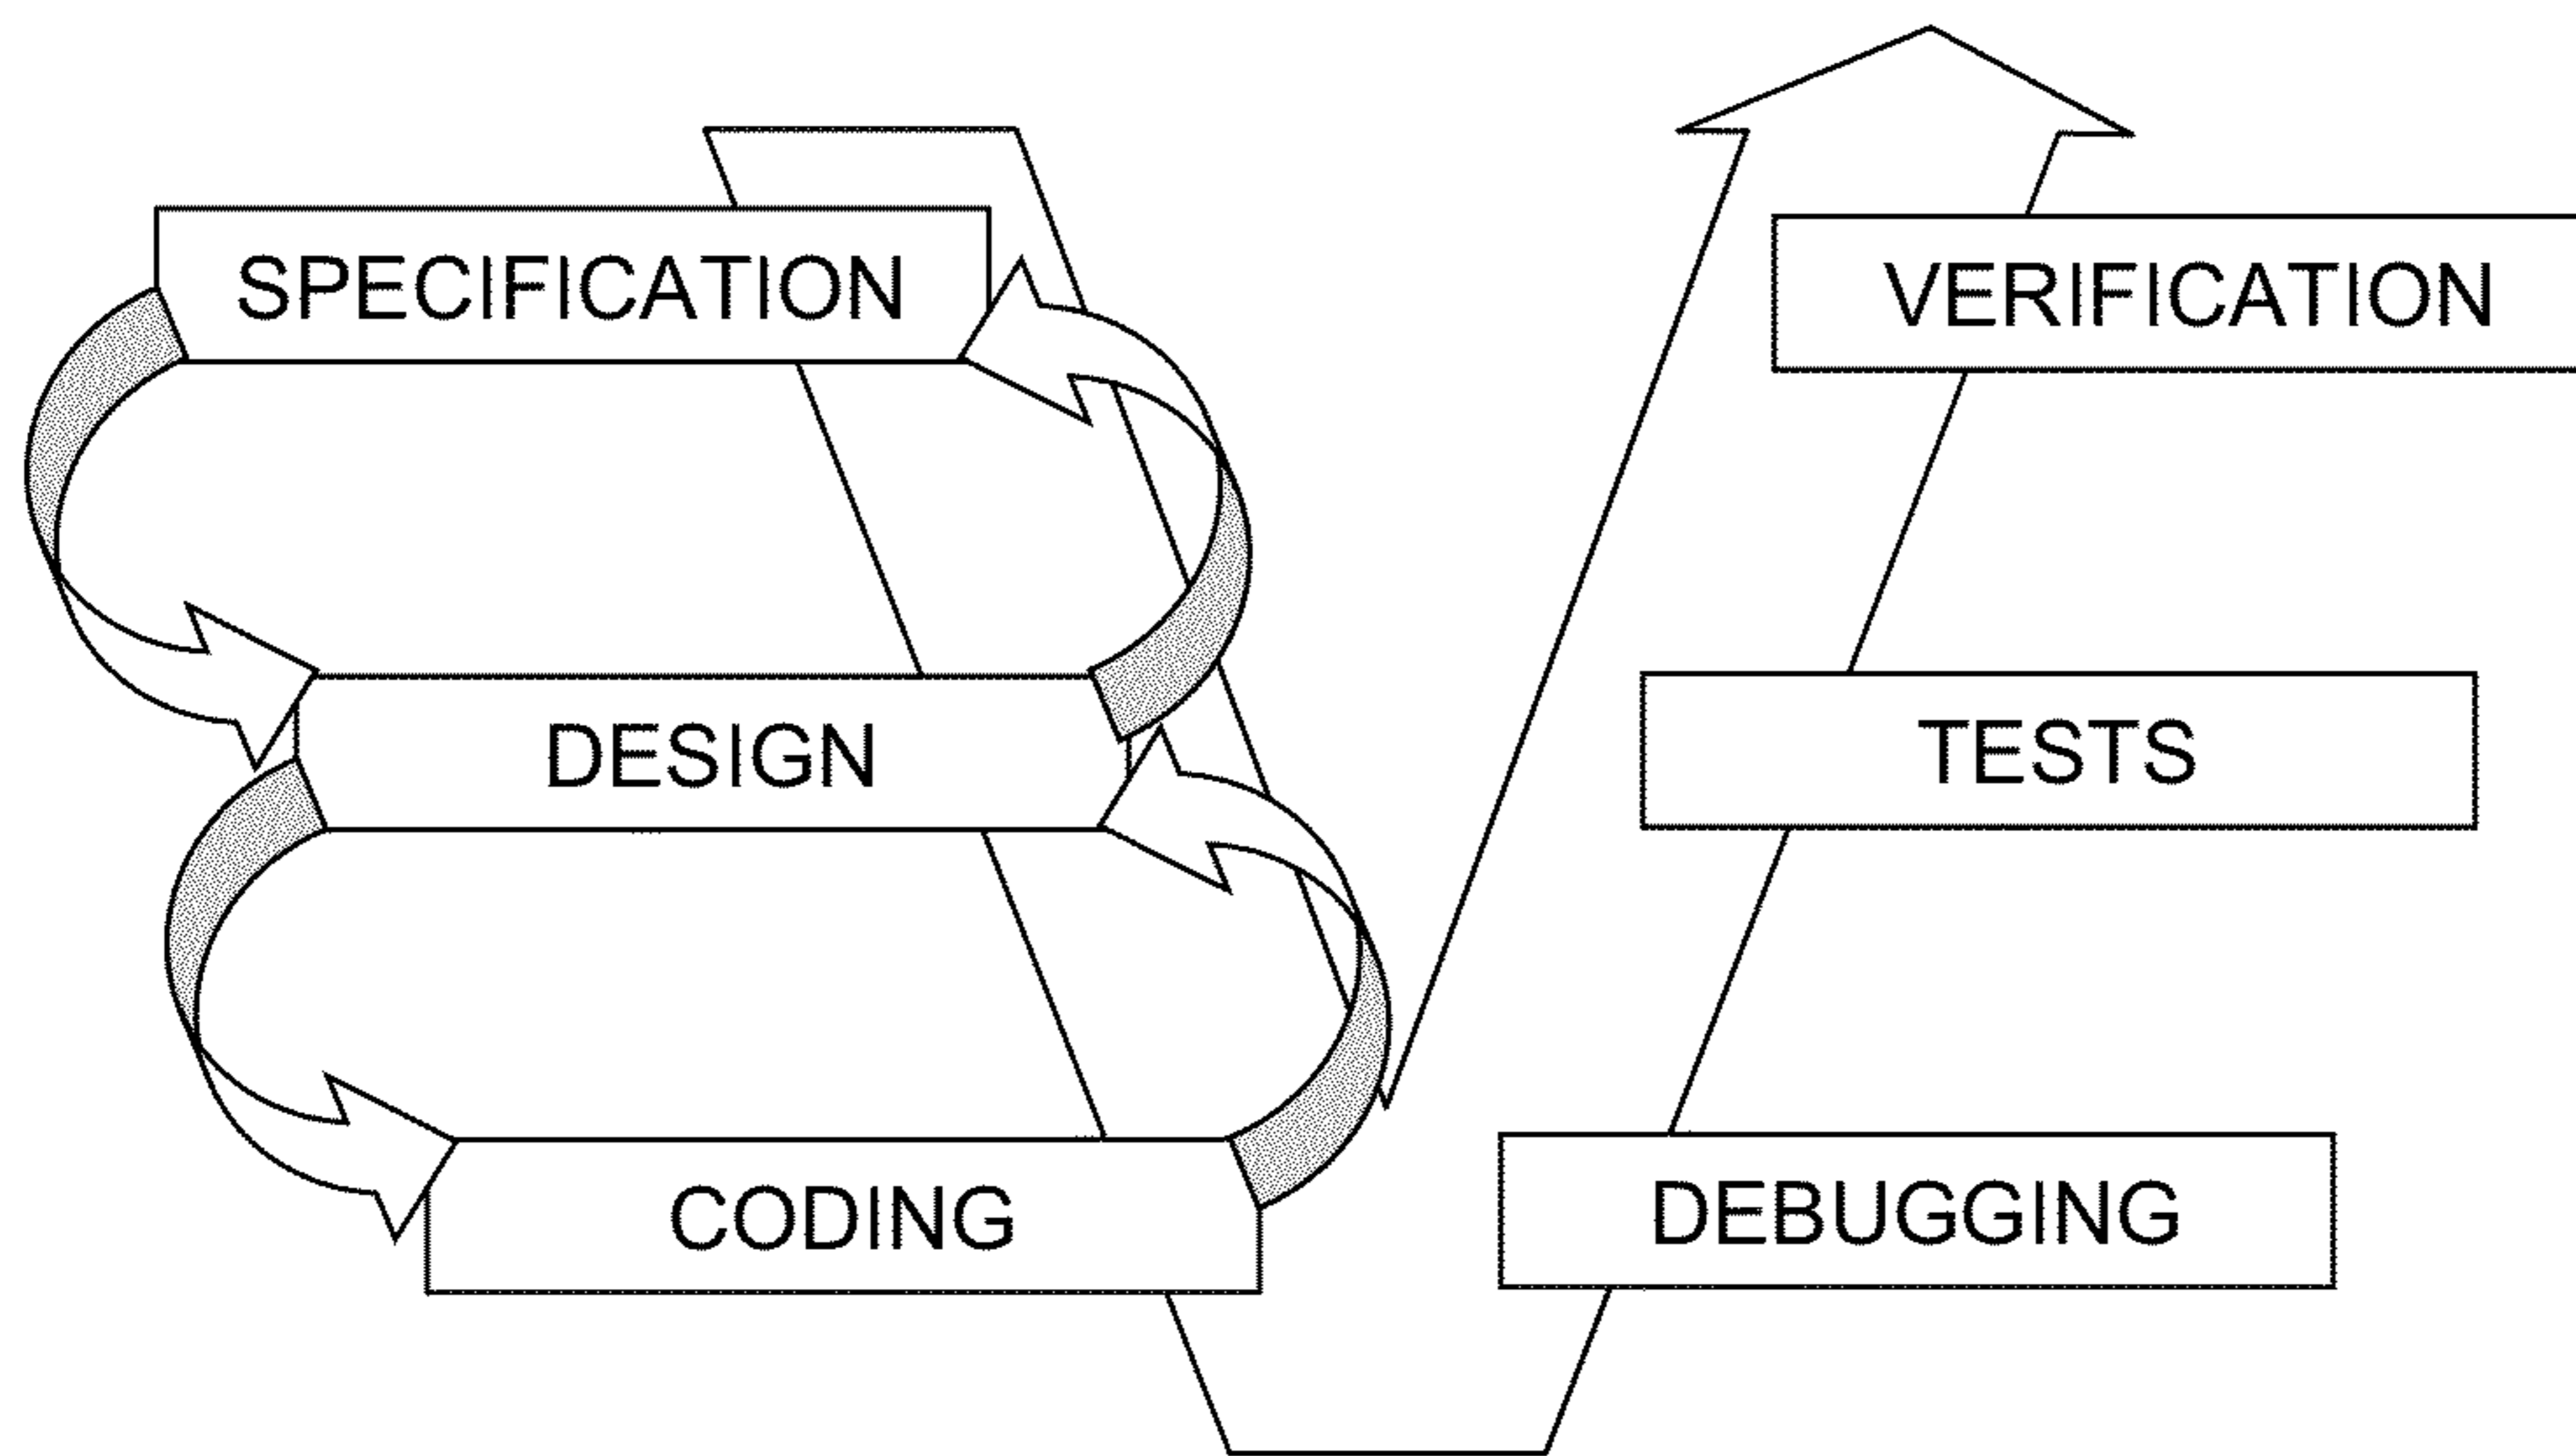 SPECIFICATION
VERIFICATION
DESIGN
TESTS
CODING
DEBUGGING